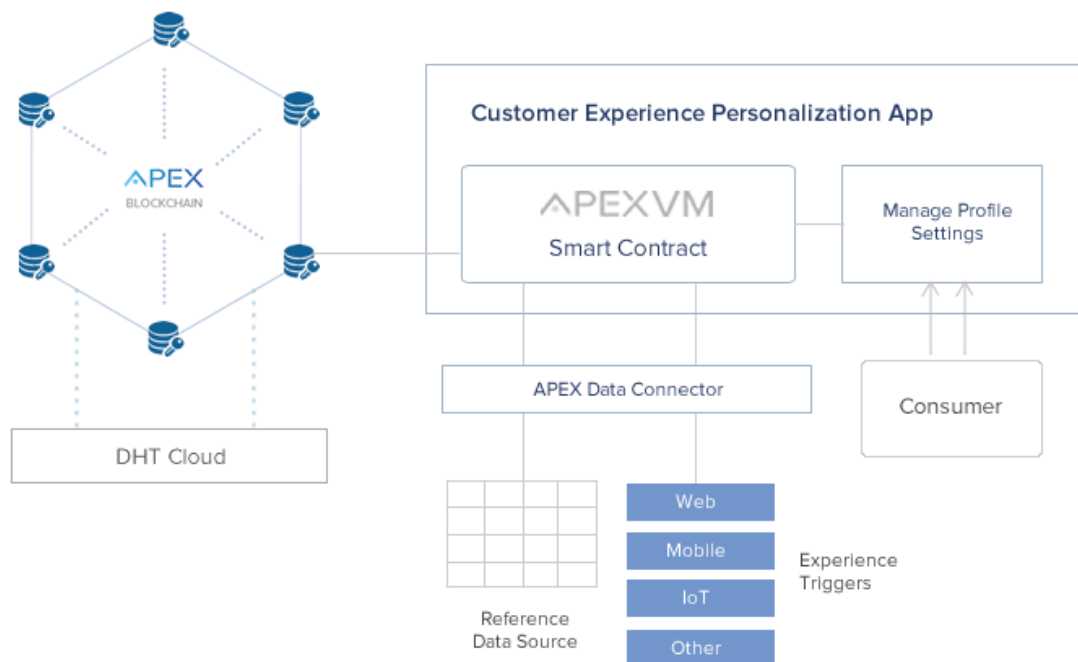 APEX
BLOCKCHAIN
DHT Cloud
Customer Experience Personalization App
APEXVM
Smart Contract
Manage Profile
Settings
APEX Data Connector
Consumer
Reference
Data Source
Web
Mobile
IoT
Other
Experience
Triggers